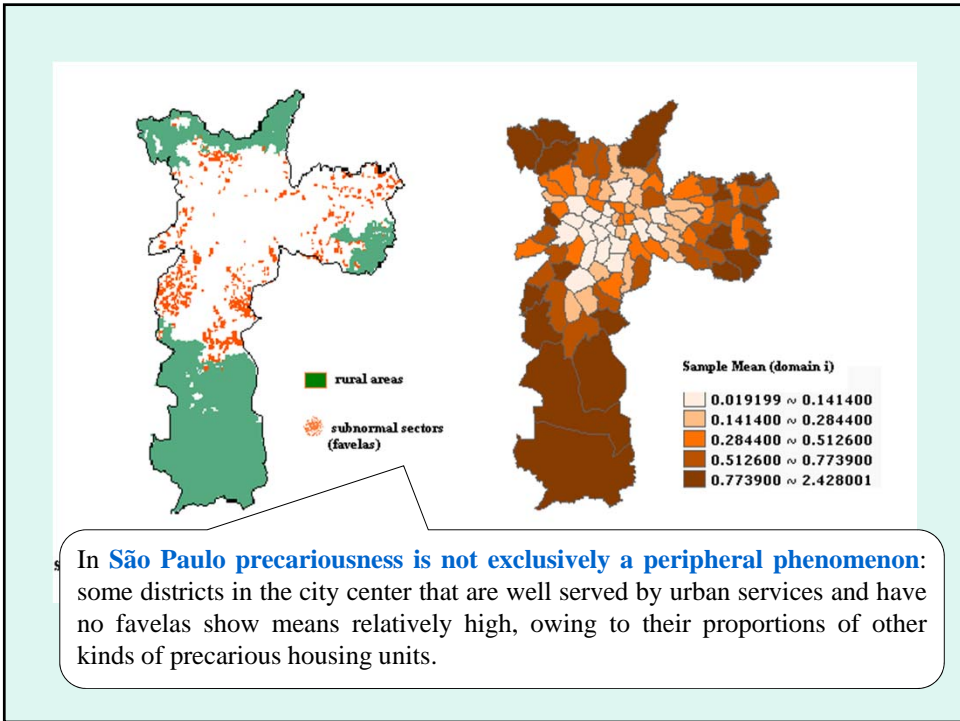 rural areas
subnormal sectors
(favelas)
Sample Mean (domain i)
0.019199 ~ 0.141400
0.141400 ~ 0.284400
0.284400 ~ 0.512600
0.512600 ~ 0.773900
0.773900 ~ 2.428001
In São Paulo precariousness is not exclusively a peripheral phenomenon:
some districts in the city center that are well served by urban services and have
no favelas show means relatively high, owing to their proportions of other
kinds of precarious housing units.